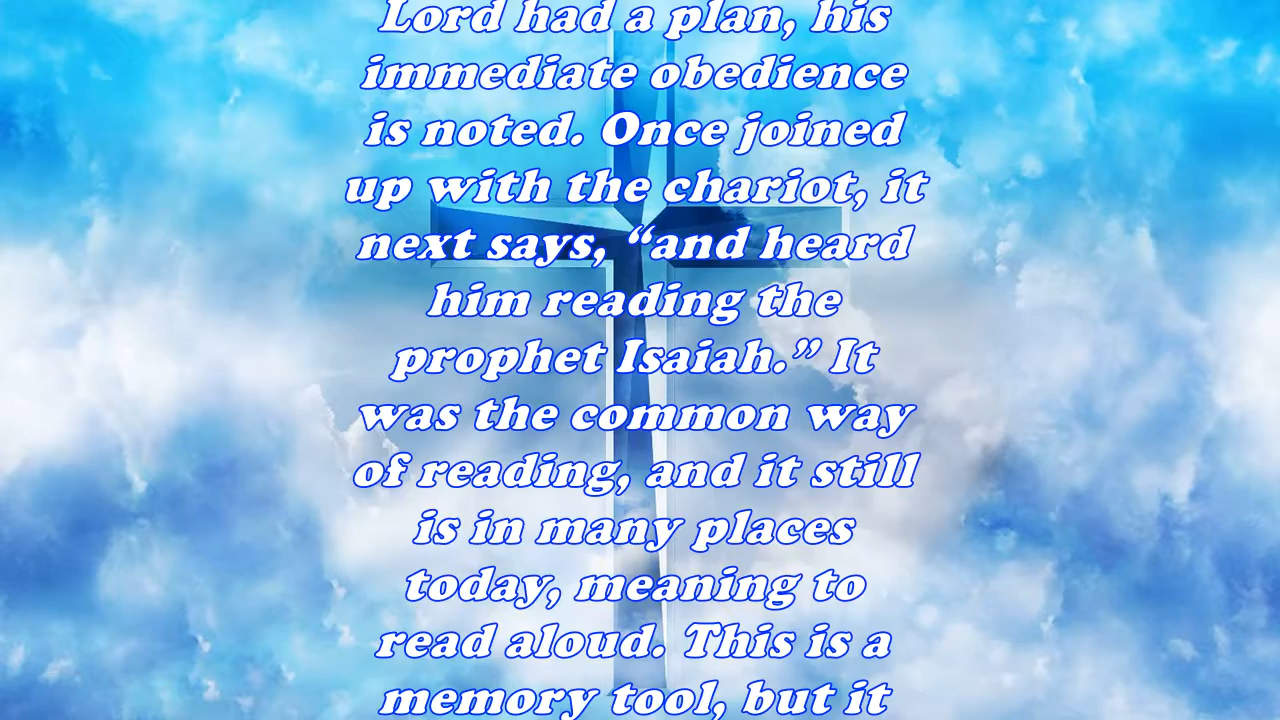 Lord had a plan, his
immediate obedience
is noted. Once joined
up with the chariot, it
next says, “and heard
him reading the
prophet Isaiah.” It
was the common way
of reading, and it still
is in many places
today, meaning to
read aloud. This is a
memory tool, but it